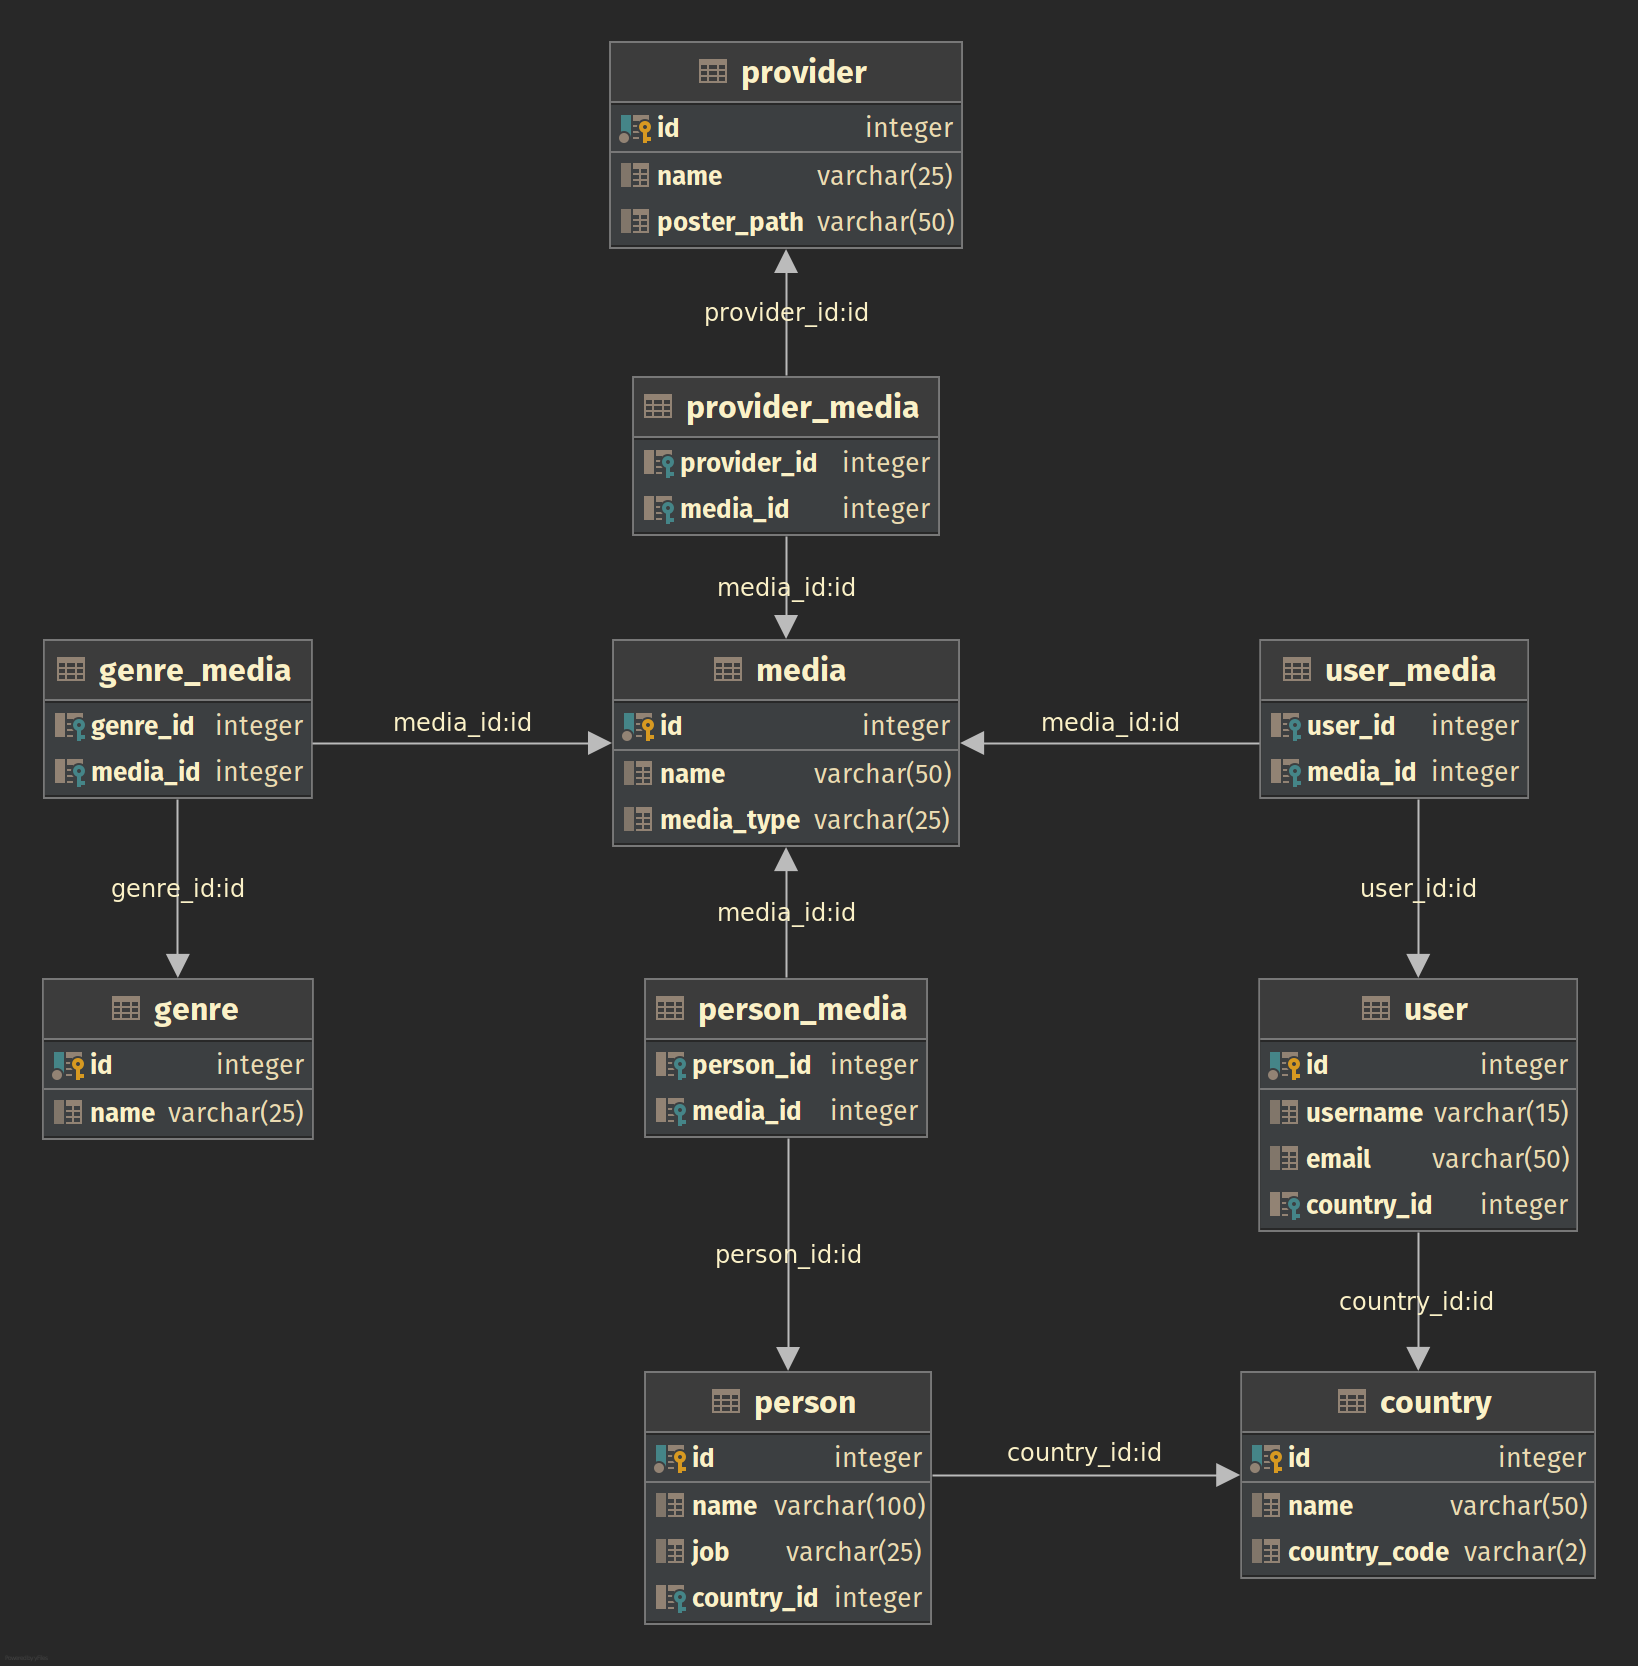 provider
id integer
name varchar(25)
poster_path varchar(50)
provider_id:id
provider_media
provider_id integer
media_id integer
media_id:id
genre_media
genre_id integer
media_id integer
media_id:id
media
id integer
name varchar(50)
media_type varchar(25)
media_id:id
user_media
user_id integer
media_id integer
genre_id:id
media_id:id
user_id:id
genre
id integer
name varchar(25)
person_media
person_id integer
media_id integer
user
id integer
username varchar(15)
email varchar(50)
country_id integer
person_id:id
country_id:id
person
id integer
name varchar(100)
job varchar(25)
country_id integer
country_id:id
country
id integer
name varchar(50)
country_code varchar(2)